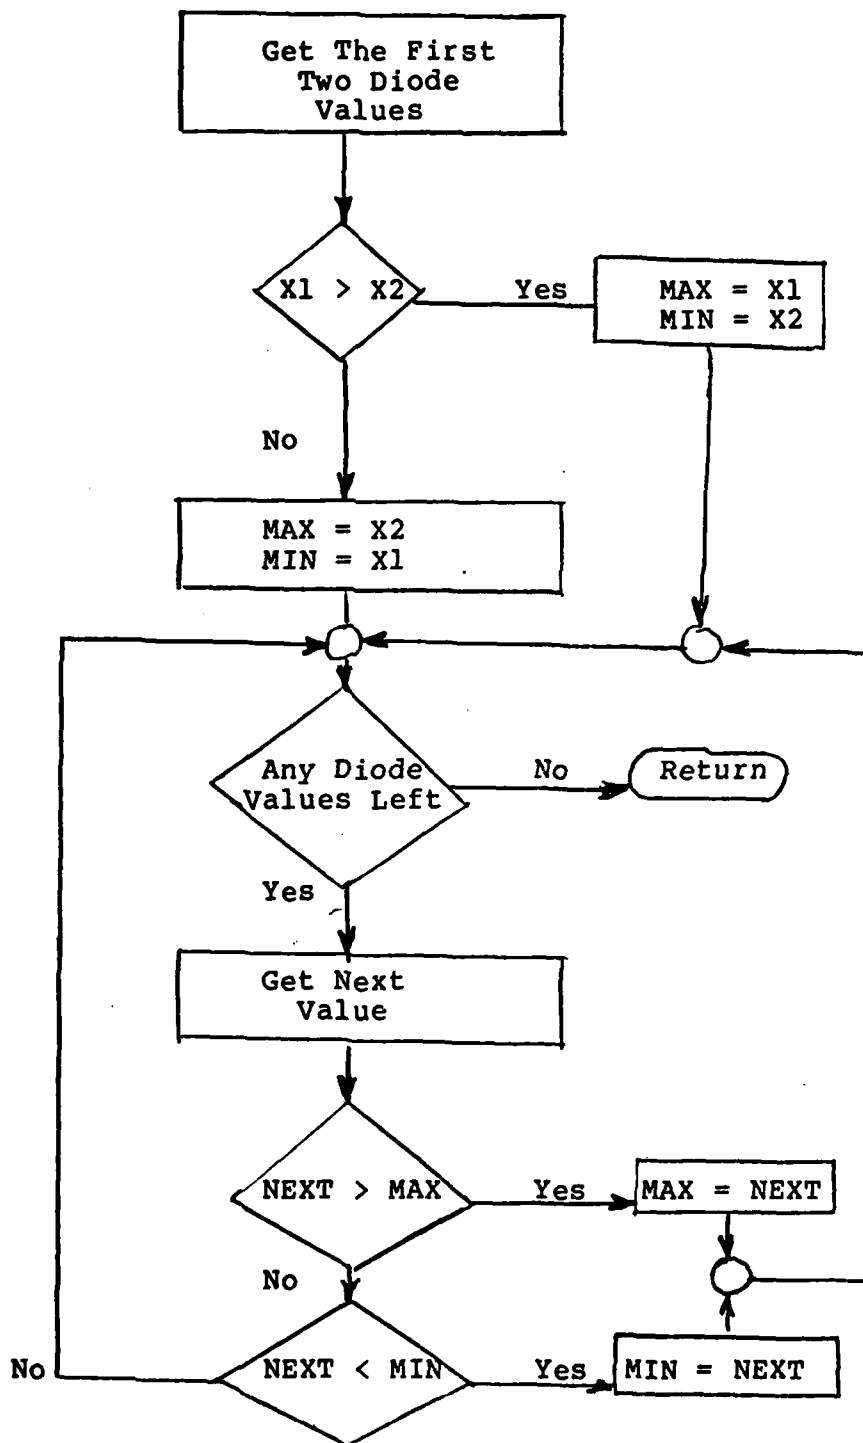 Get The First
Two Diode
Values
X1 > X2
Yes
MAX = X1
MIN = X2
No
MAX = X2
MIN = X1
Any Diode
Values Left
No
Return
Yes
Get Next
Value
NEXT > MAX
Yes
MAX = NEXT
No
No
NEXT < MIN
Yes
MIN = NEXT